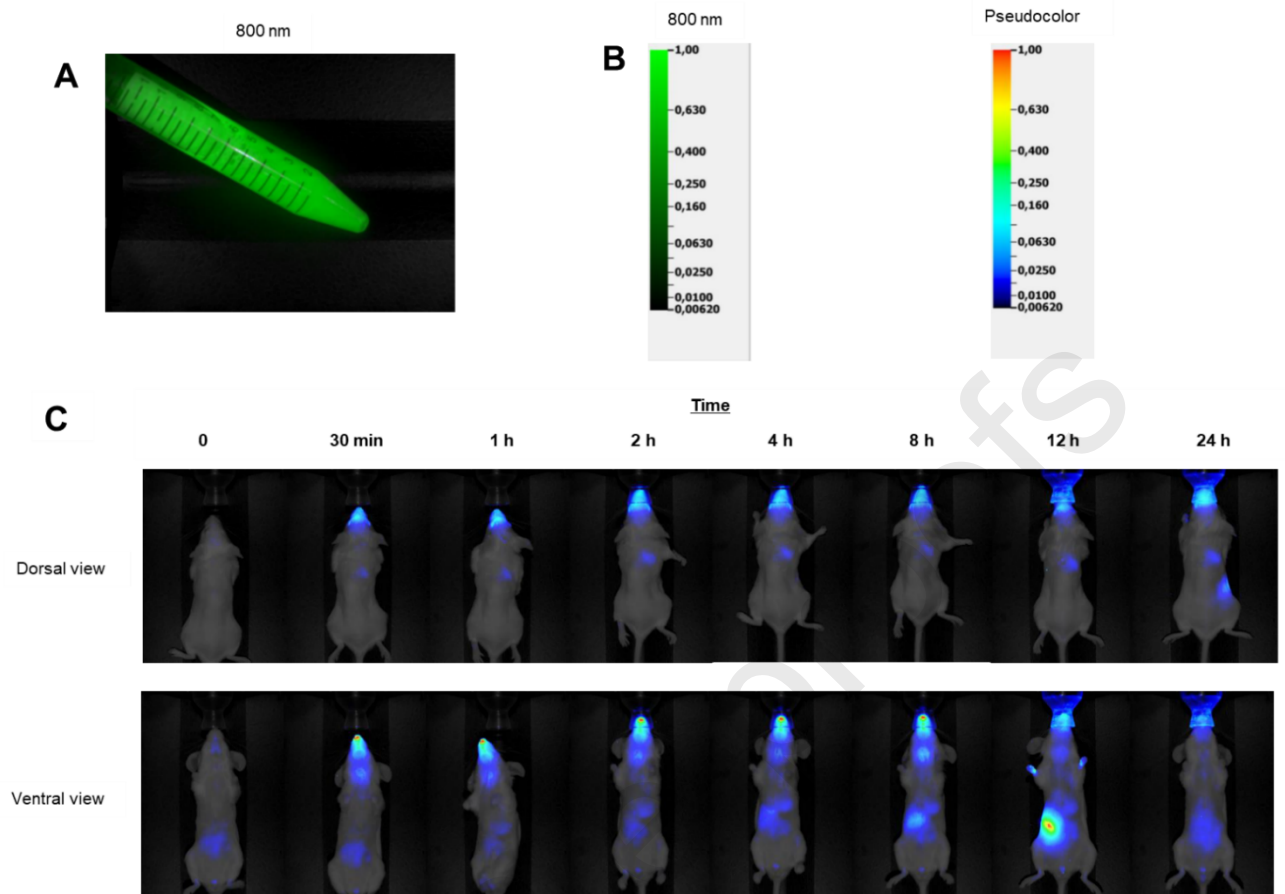 800 nm
A
B
800 nm
1,00
0,630
0,400
0,250
0,160
0,0630
0,0250
0,0100
0,00620
Pseudocolor
1,00
0,630
0,400
0,250
0,160
0,0630
0,0250
0,0100
0,00620
C
Time
0 30 min 1 h 2 h 4 h 8 h 12 h 24 h
Dorsal view
Ventral view